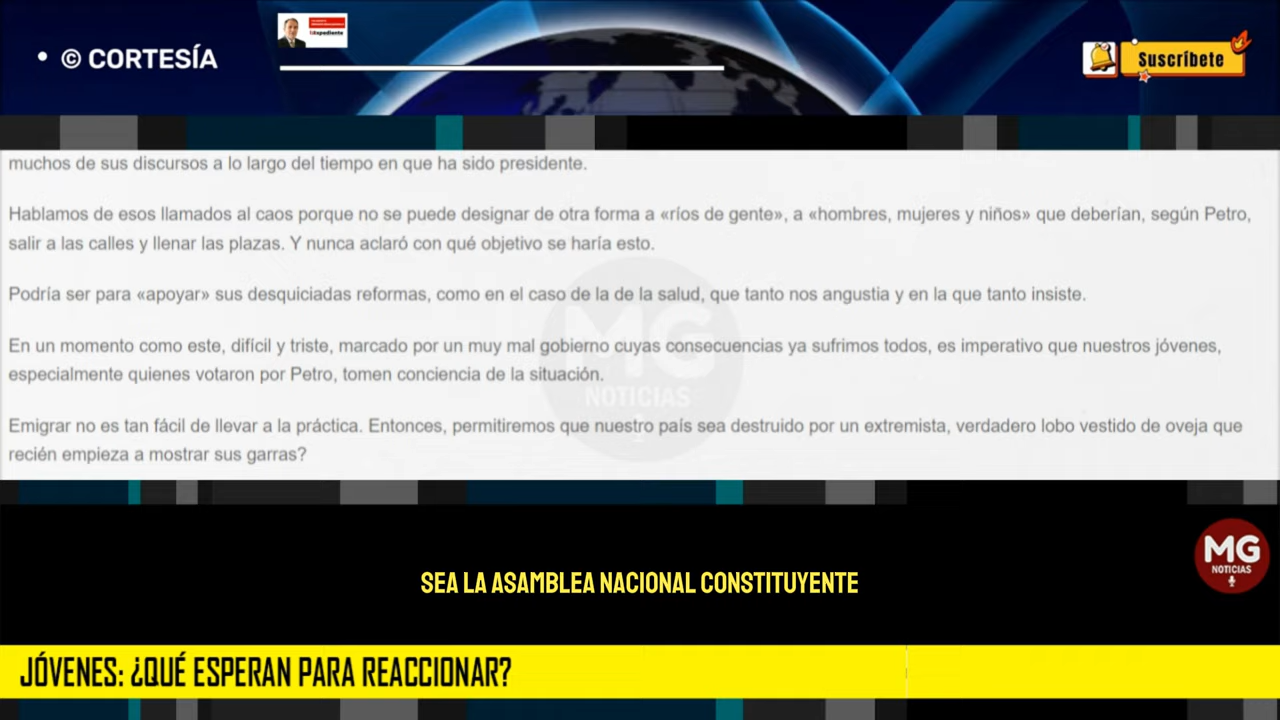 • © CORTESÍA
Suscríbete
muchos de sus discursos a lo largo del tiempo en que ha sido presidente.
Hablamos de esos llamados al caos porque no se puede designar de otra forma a «ríos de gente», a «hombres, mujeres y niños» que deberían, según Petro,
salir a las calles y llenar las plazas. Y nunca aclaró con qué objetivo se haría esto.
Podría ser para «apoyar» sus desquiciadas reformas, como en el caso de la de la salud, que tanto nos angustia y en la que tanto insiste.
En un momento como este, difícil y triste, marcado por un muy mal gobierno cuyas consecuencias ya sufrimos todos, es imperativo que nuestros jóvenes,
especialmente quienes votaron por Petro, tomen conciencia de la situación.
Emigrar no es tan fácil de llevar a la práctica. Entonces, permitiremos que nuestro país sea destruido por un extremista, verdadero lobo vestido de oveja que
recién empieza a mostrar sus garras?
MG
NOTICIAS
SEA LA ASAMBLEA NACIONAL CONSTITUYENTE
MG
NOTICIAS
JÓVENES: ¿QUÉ ESPERAN PARA REACCIONAR?